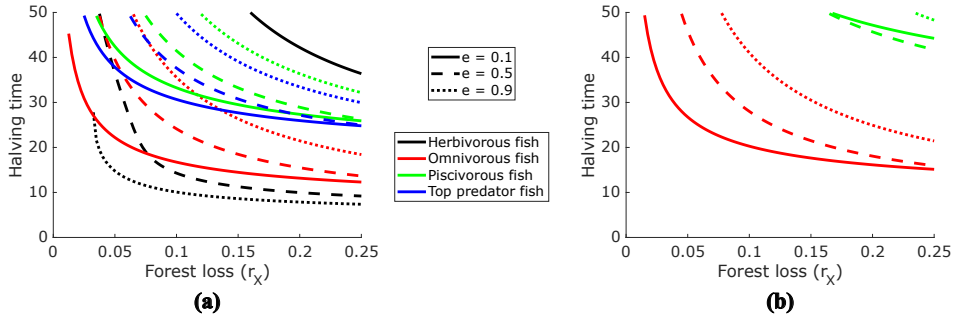 50
40
30
20
10
0
Halving time
0
0.05
0.1
0.15
0.2
0.25
Forest loss (r_X)
(a)
e = 0.1
e = 0.5
e = 0.9
Herbivorous fish
Omnivorous fish
Piscivorous fish
Top predator fish
50
40
30
20
10
0
Halving time
0
0.05
0.1
0.15
0.2
0.25
Forest loss (r_X)
(b)